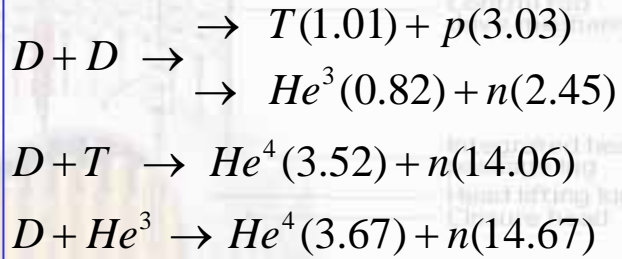 → T(1.01) + p(3.03)
D + D →
→ He³(0.82) + n(2.45)
D + T → He⁴(3.52) + n(14.06)
D + He³ → He⁴(3.67) + n(14.67)